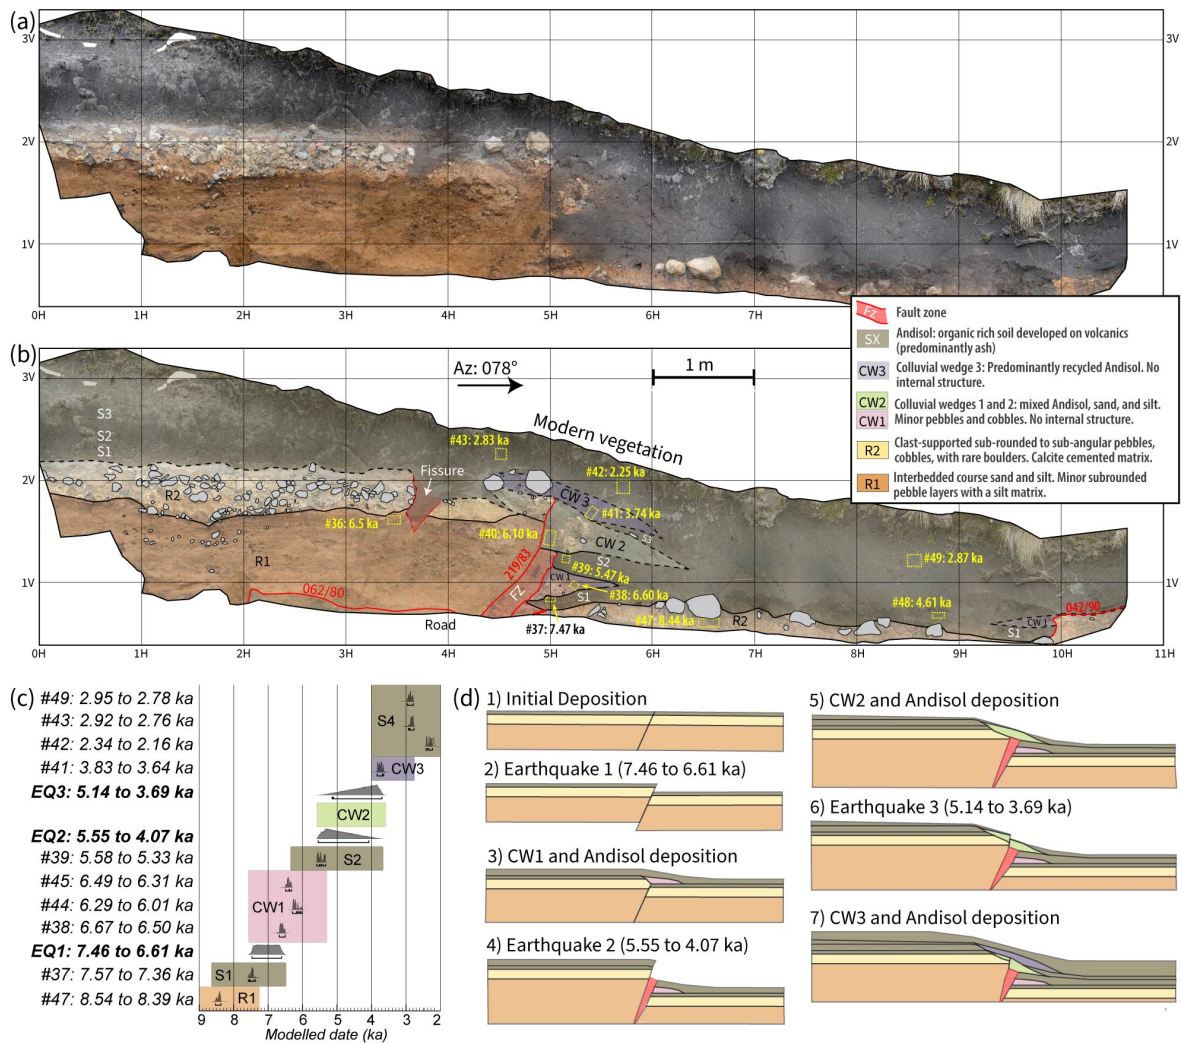 (a)
3V
3V
2V
2V
1V
1V
0H
1H
2H
3H
4H
5H
6H
7H
Fz
Fault zone
SX
Andisol: organic rich soil developed on volcanics
(predominantly ash)
CW3
Colluvial wedge 3: Predominantly recycled Andisol. No
internal structure.
CW2
CW1
Colluvial wedges 1 and 2: mixed Andisol, sand, and silt.
Minor pebbles and cobbles. No internal structure.
R2
Clast-supported sub-rounded to sub-angular pebbles,
cobbles, with rare boulders. Calcite cemented matrix.
R1
Interbedded course sand and silt. Minor subrounded
pebble layers with a silt matrix.
(b)
Az: 078°
1 m
3V
S3
S2
S1
#43: 2.83 ka
Modern vegetation
#42: 2.25 ka
2V
Fissure
R2
CW 3
#41: 3.74 ka
#36: 6.5 ka
S3
#40: 6.10 ka
CW 2
S2
#49: 2.87 ka
R1
219/83
#39: 5.47 ka
1V
1V
CW 1
062/80
Fz
#38: 6.60 ka
S1
#48: 4.61 ka
042/90
Road
#37: 7.47 ka
#47: 8.44 ka
R2
CW 1
S1
0H
1H
2H
3H
4H
5H
6H
7H
8H
9H
10H
11H
(c)
#49: 2.95 to 2.78 ka
#43: 2.92 to 2.76 ka
S4
#42: 2.34 to 2.16 ka
#41: 3.83 to 3.64 ka
CW3
EQ3: 5.14 to 3.69 ka
CW2
EQ2: 5.55 to 4.07 ka
#39: 5.58 to 5.33 ka
S2
#45: 6.49 to 6.31 ka
#44: 6.29 to 6.01 ka
CW1
#38: 6.67 to 6.50 ka
EQ1: 7.46 to 6.61 ka
#37: 7.57 to 7.36 ka
S1
#47: 8.54 to 8.39 ka
R1
9 8 7 6 5 4 3 2
Modelled date (ka)
(d)
1) Initial Deposition
2) Earthquake 1 (7.46 to 6.61 ka)
3) CW1 and Andisol deposition
4) Earthquake 2 (5.55 to 4.07 ka)
5) CW2 and Andisol deposition
6) Earthquake 3 (5.14 to 3.69 ka)
7) CW3 and Andisol deposition